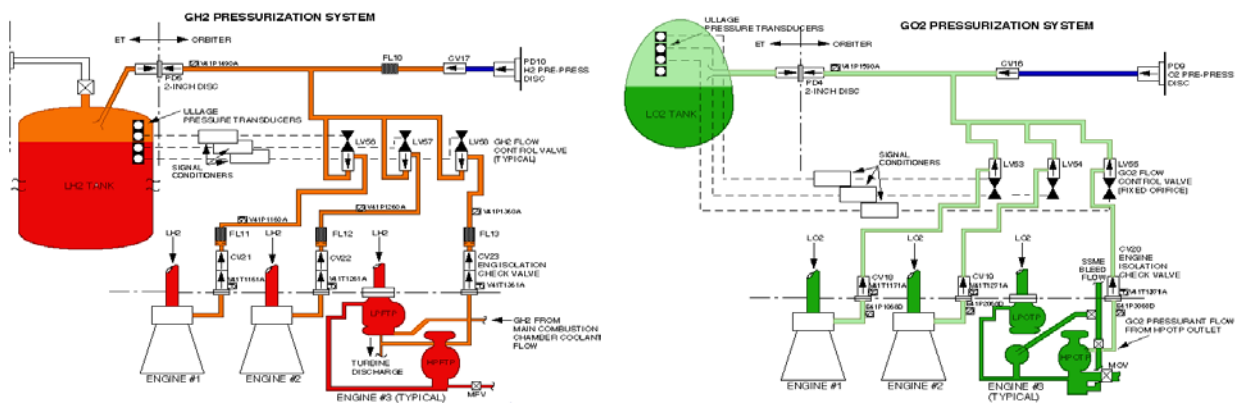 GH2 PRESSURIZATION SYSTEM
ET
ORBITER
V41P1490A
FL10
CV17
PD10
H2 PRE-PRESS
DISC
PD5
2-INCH DISC
ULLAGE
PRESSURE TRANSDUCERS
LV56
LV57
LV58
GH2 FLOW
CONTROL VALVE
(TYPICAL)
LH2 TANK
SIGNAL
CONDITIONERS
V41P1160A
V41P1260A
V41P1360A
LH2
FL11
LH2
FL12
LH2
FL13
CV21
CV22
CV23
ENG ISOLATION
CHECK VALVE
V41T1161A
V41T1261A
V41T1361A
LPFTP
GH2 FROM
MAIN COMBUSTION
CHAMBER COOLANT
FLOW
TURBINE
DISCHARGE
HPFTP
ENGINE #1
ENGINE #2
ENGINE #3 (TYPICAL)
MFV
GO2 PRESSURIZATION SYSTEM
ULLAGE
PRESSURE TRANSDUCERS
ET
ORBITER
V41P1590A
CV16
PD9
O2 PRE-PRESS
DISC
PD4
2-INCH DISC
LO2 TANK
LV53
LV54
LV55
GO2 FLOW
CONTROL VALVE
(FIXED ORIFICE)
SIGNAL
CONDITIONERS
LO2
LO2
LO2
SSME
BLEED
FLOW
CV20
ENGINE
ISOLATION
CHECK VALVE
CV18
V41T1171A
CV19
V41T1271A
V41T1371A
LPOTP
GO2 PRESSURANT
FLOW
FROM HPOTP OUTLET
HPOTP
MOV
ENGINE #1
ENGINE #2
ENGINE #3
(TYPICAL)